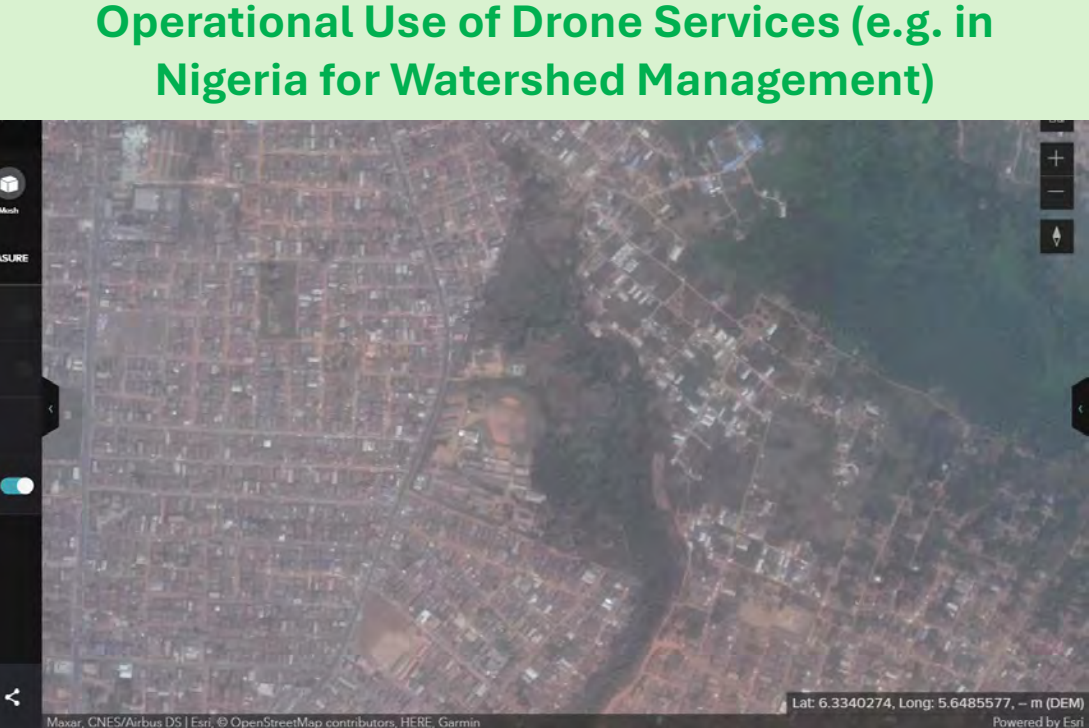 Operational Use of Drone Services (e.g. in
Nigeria for Watershed Management)
Mesh
ASURE
Lat: 6.3340274, Long: 5.6485577, – m (DEM)
Maxar, CNES/Airbus DS | Esri, © OpenStreetMap contributors, HERE, Garmin
Powered by Esri